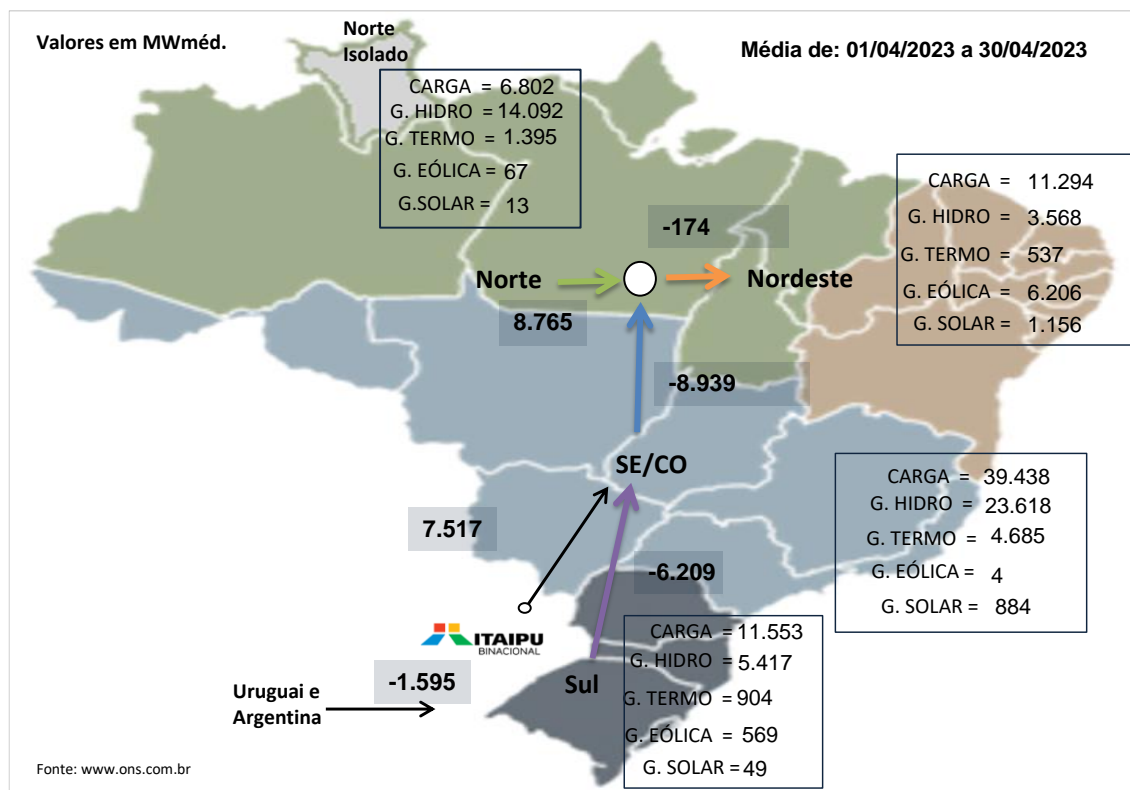 Valores em MWméd.
Norte
Isolado
Média de: 01/04/2023 a 30/04/2023
CARGA = 6.802
G. HIDRO = 14.092
G. TERMO = 1.395
G. EÓLICA = 67
G.SOLAR = 13
CARGA = 11.294
G. HIDRO = 3.568
G. TERMO = 537
G. EÓLICA = 6.206
G. SOLAR = 1.156
-174
Norte
Nordeste
8.765
-8.939
SE/CO
CARGA = 39.438
G. HIDRO = 23.618
G. TERMO = 4.685
G. EÓLICA = 4
G. SOLAR = 884
7.517
-6.209
ITAIPU
BINACIONAL
CARGA = 11.553
G. HIDRO = 5.417
G. TERMO = 904
G. EÓLICA = 569
G. SOLAR = 49
-1.595
Sul
Uruguai e
Argentina
Fonte: www.ons.com.br